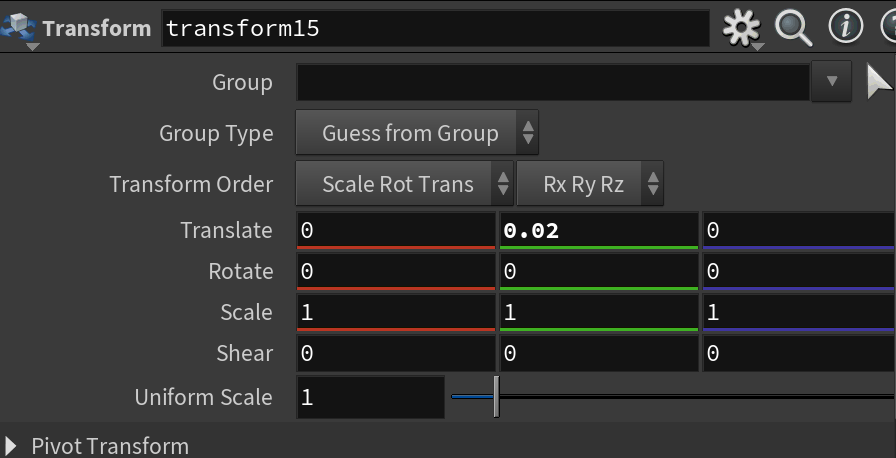 Transform transform15
Group
Group Type Guess from Group
Transform Order Scale Rot Trans Rx Ry Rz
Translate 0 0.02 0
Rotate 0 0 0
Scale 1 1 1
Shear 0 0 0
Uniform Scale 1
Pivot Transform